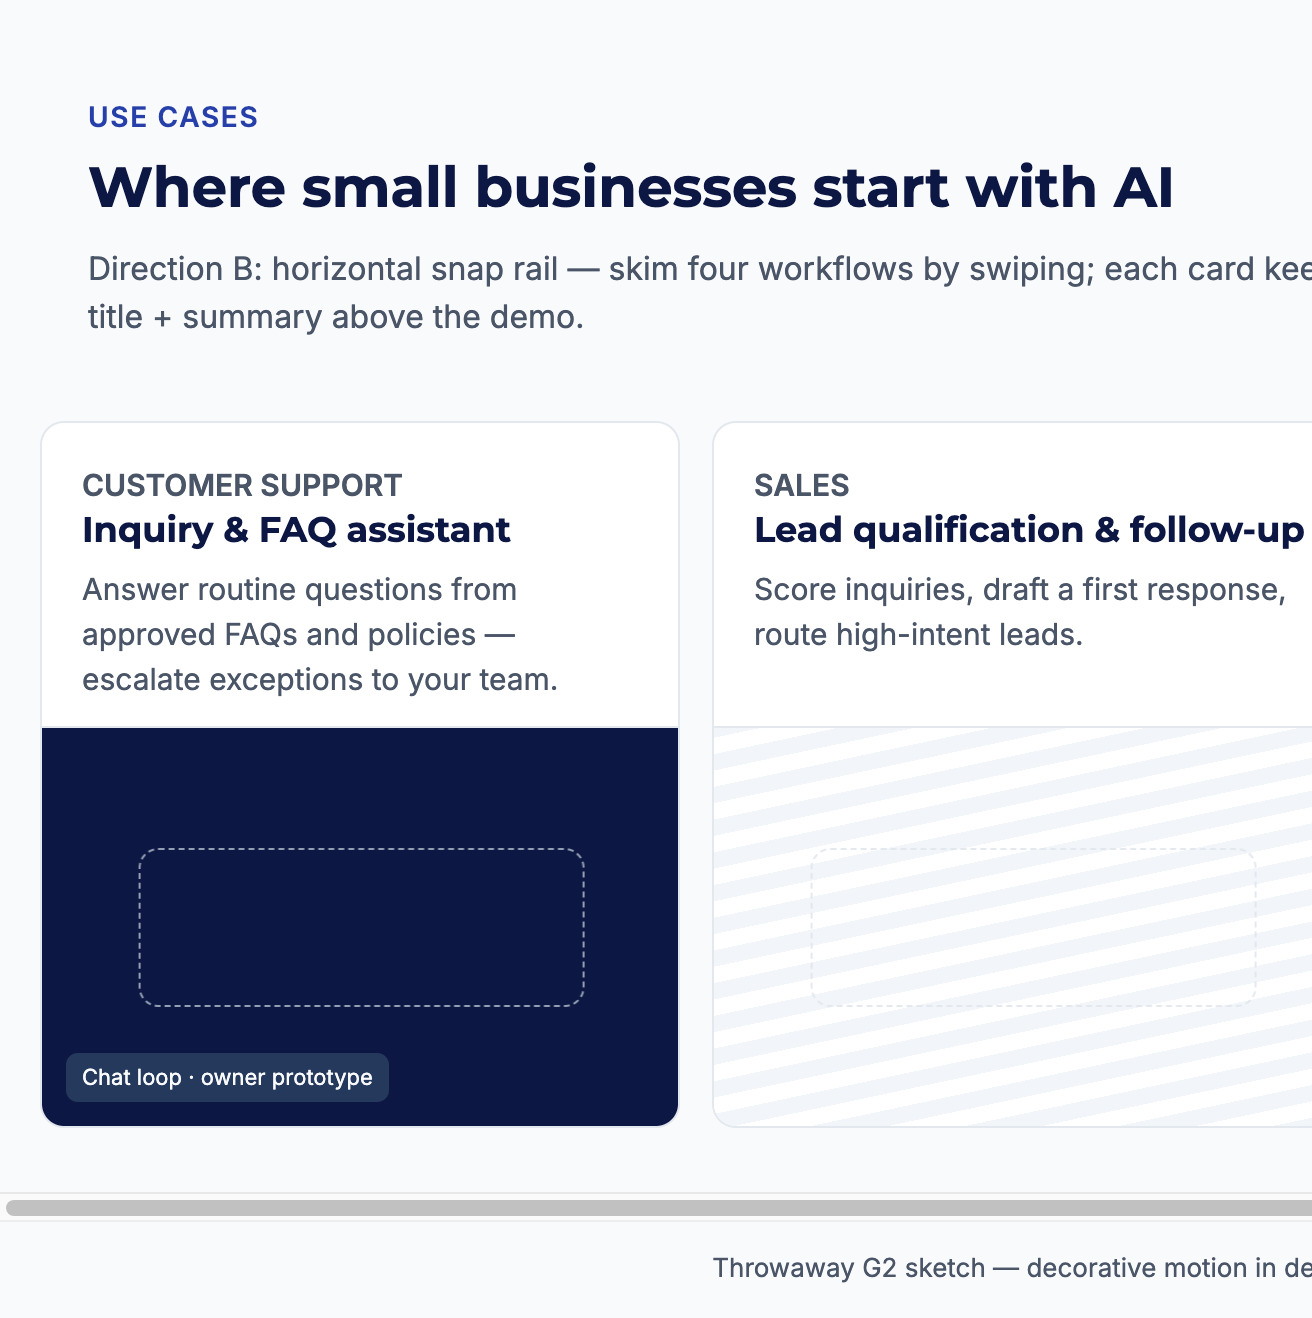 USE CASES
Where small businesses start with AI
Direction B: horizontal snap rail — skim four workflows by swiping; each card
title + summary above the demo.
CUSTOMER SUPPORT
Inquiry & FAQ assistant
Answer routine questions from
approved FAQs and policies —
escalate exceptions to your team.
Chat loop · owner prototype
SALES
Lead qualification & follow-up
Score inquiries, draft a first response,
route high-intent leads.
Throwaway G2 sketch — decorative motion in